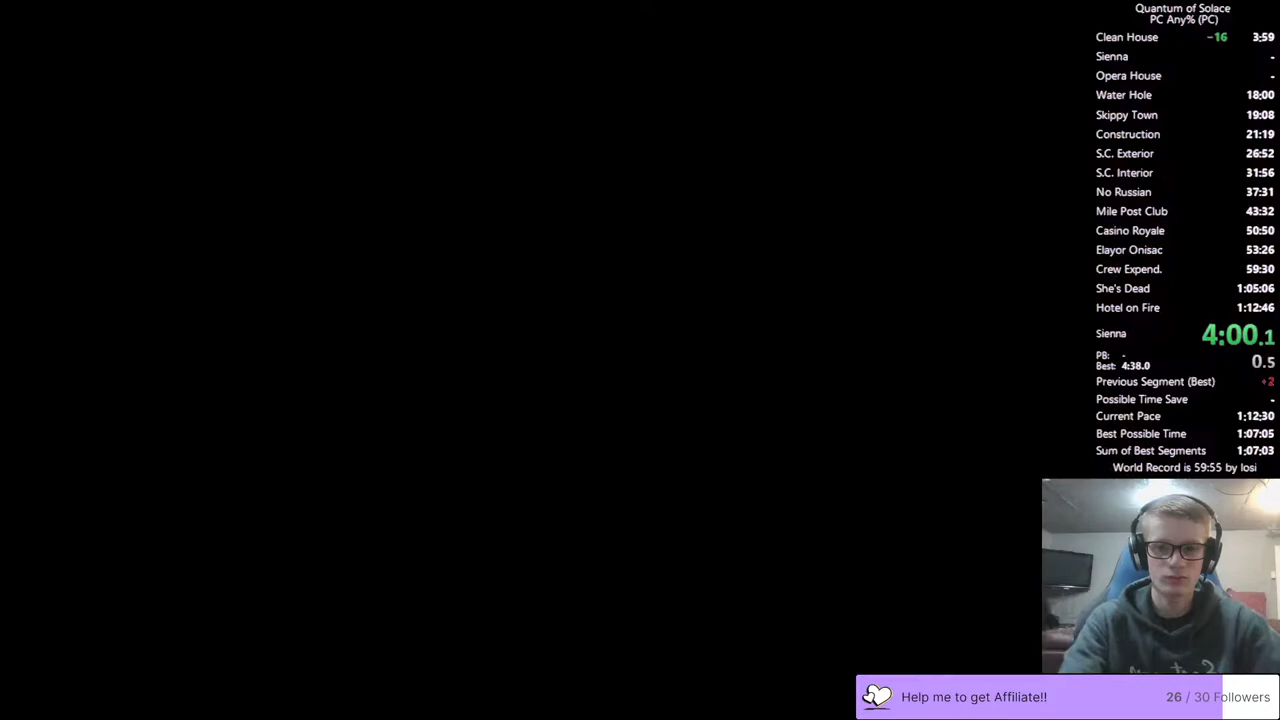 Quantum of Solace
PC Any% (PC)
Clean House -16 3:59
Sienna -
Opera House -
Water Hole 18:00
Skippy Town 19:08
Construction 21:19
S.C. Exterior 26:52
S.C. Interior 31:56
No Russian 37:31
Mile Post Club 43:32
Casino Royale 50:50
Elayor Onisac 53:26
Crew Expend. 59:30
She's Dead 1:05:06
Hotel on Fire 1:12:46
Sienna 4:00.1
PB: -
Best: 4:38.0 0.5
Previous Segment (Best) +2
Possible Time Save -
Current Pace 1:12:30
Best Possible Time 1:07:05
Sum of Best Segments 1:07:03
World Record is 59:55 by losi
Help me to get Affiliate!! 26 / 30 Followers